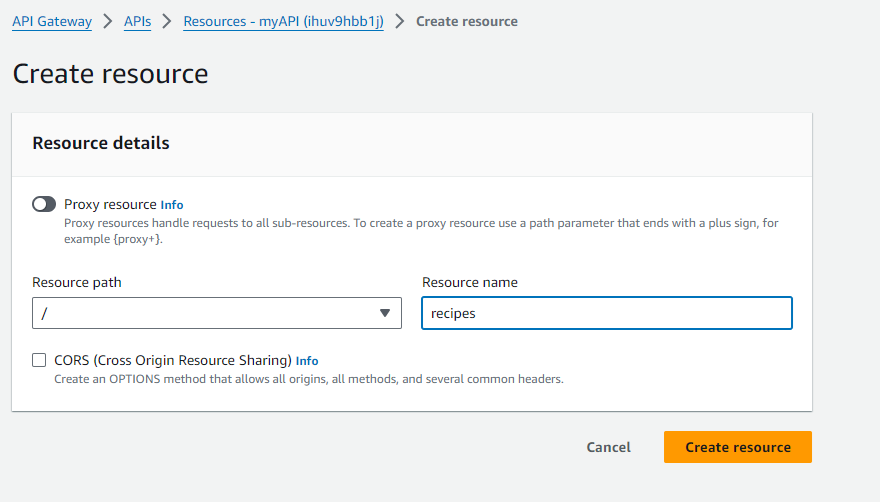 API Gateway > APIs > Resources - myAPI (ihuv9hbb1j) > Create resource
Create resource
Resource details
Proxy resource Info
Proxy resources handle requests to all sub-resources. To create a proxy resource use a path parameter that ends with a plus sign, for
example {proxy+}.
Resource path
/
Resource name
recipes
CORS (Cross Origin Resource Sharing) Info
Create an OPTIONS method that allows all origins, all methods, and several common headers.
Cancel
Create resource